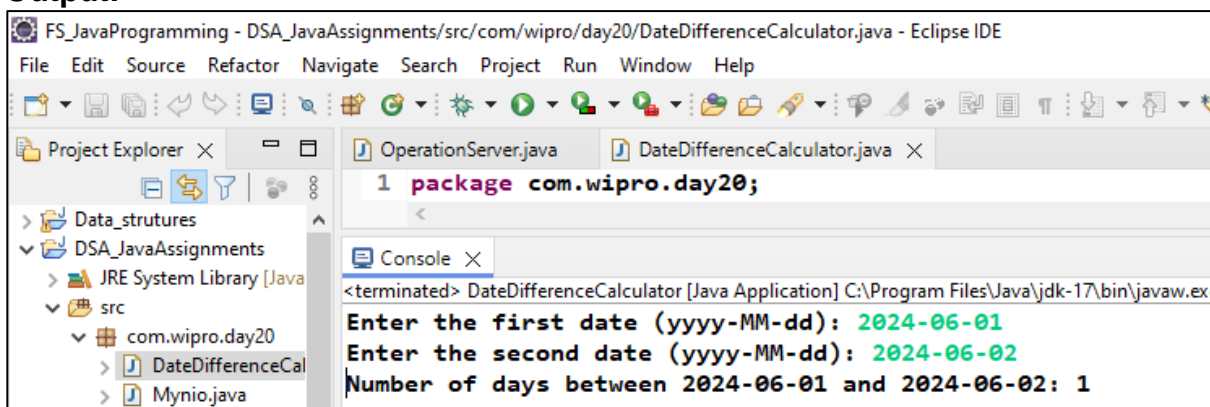 FS_JavaProgramming - DSA_JavaAssignments/src/com/wipro/day20/DateDifferenceCalculator.java - Eclipse IDE
File Edit Source Refactor Navigate Search Project Run Window Help
Project Explorer
OperationServer.java DateDifferenceCalculator.java
1 package com.wipro.day20;
Data_strutures
DSA_JavaAssignments
JRE System Library [Java
src
com.wipro.day20
DateDifferenceCal
Mynio.java
Console
<terminated> DateDifferenceCalculator [Java Application] C:\Program Files\Java\jdk-17\bin\javaw.ex
Enter the first date (yyyy-MM-dd): 2024-06-01
Enter the second date (yyyy-MM-dd): 2024-06-02
Number of days between 2024-06-01 and 2024-06-02: 1